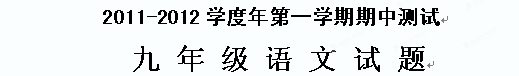 2011-2012 学度年第一学期期中测试
九 年 级 语 文 试 题